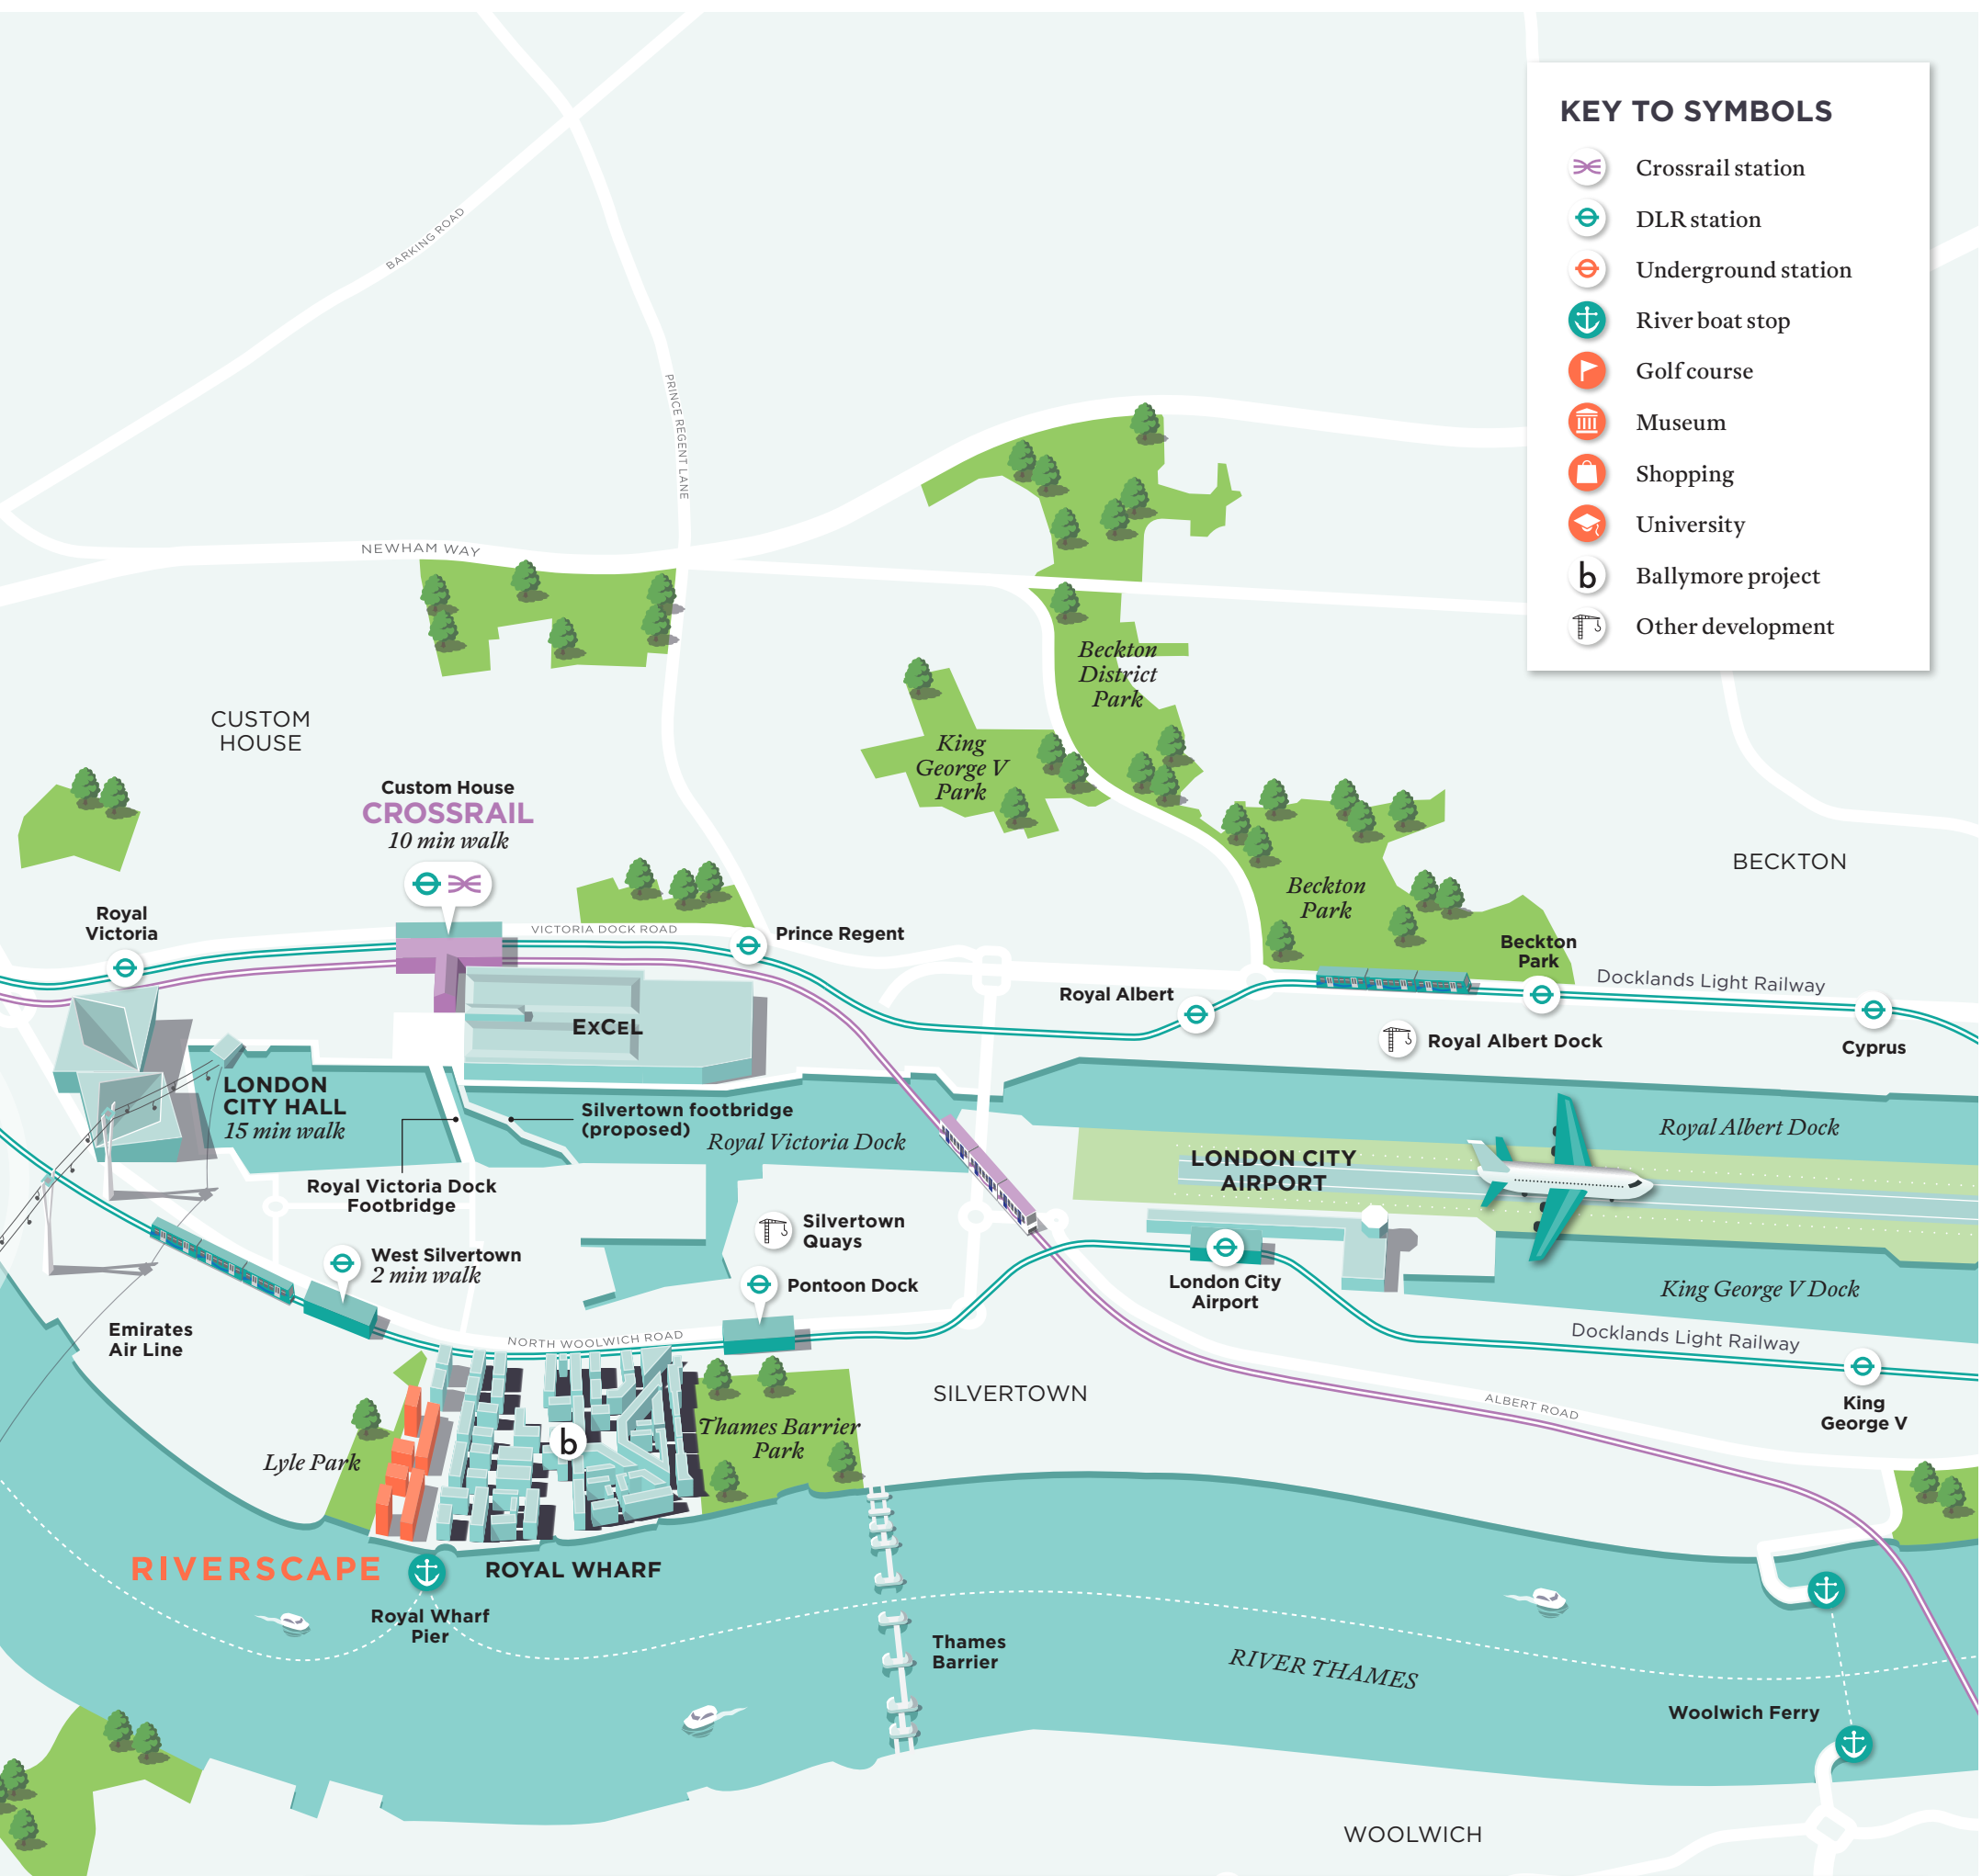 KEY TO SYMBOLS
Crossrail station
DLR station
Underground station
River boat stop
Golf course
Museum
Shopping
University
b
Ballymore project
Other development
BARKING ROAD
PRINCE REGENT LANE
NEWHAM WAY
Beckton
District
Park
CUSTOM
HOUSE
King
George V
Park
Custom House
CROSSRAIL
10 min walk
BECKTON
Beckton
Park
Royal
Victoria
VICTORIA DOCK ROAD
Prince Regent
Beckton
Park
Docklands Light Railway
Royal Albert
EXCEL
Royal Albert Dock
Cyprus
LONDON
CITY HALL
15 min walk
Silvertown footbridge
(proposed)
Royal Victoria Dock
Royal Albert Dock
LONDON CITY
AIRPORT
Royal Victoria Dock
Footbridge
Silvertown
Quays
West Silvertown
2 min walk
Pontoon Dock
London City
Airport
King George V Dock
Emirates
Air Line
NORTH WOOLWICH ROAD
Docklands Light Railway
SILVERTOWN
ALBERT ROAD
King
George V
Thames Barrier
Park
b
Lyle Park
RIVERSCAPE
ROYAL WHARF
Royal Wharf
Pier
Thames
Barrier
RIVER THAMES
Woolwich Ferry
WOOLWICH